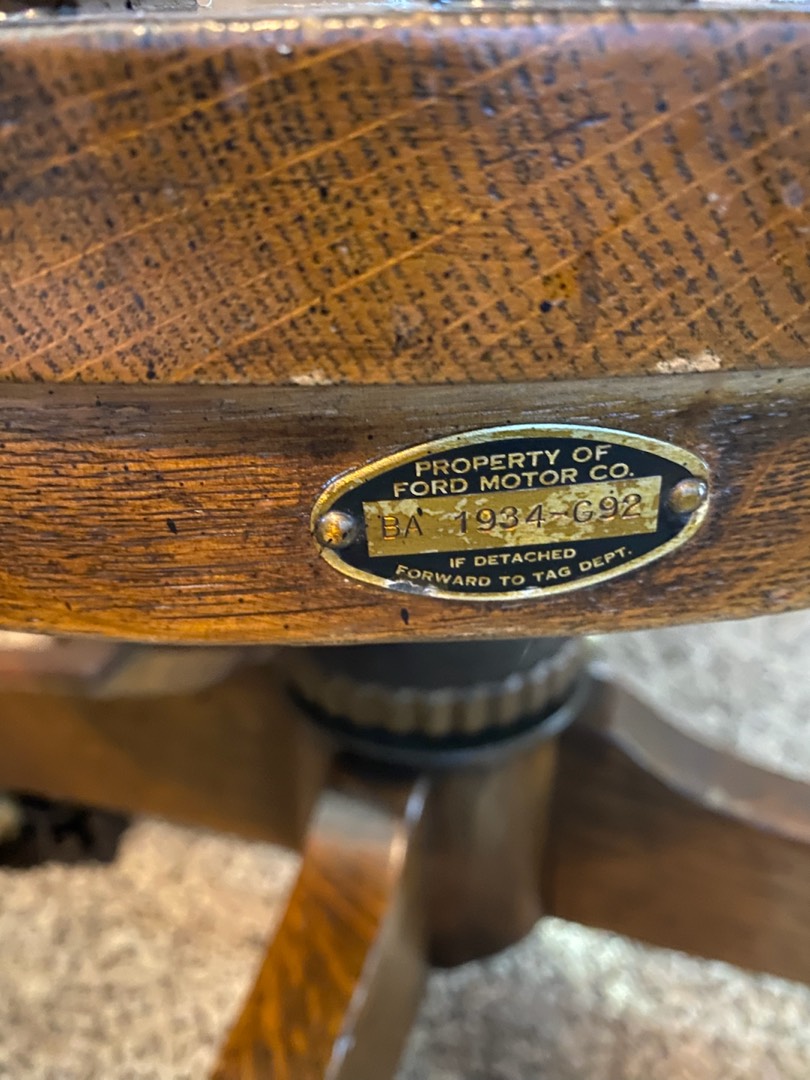 PROPERTY OF
FORD MOTOR CO.
BA 1934-G92
IF DETACHED
FORWARD TO TAG DEPT.